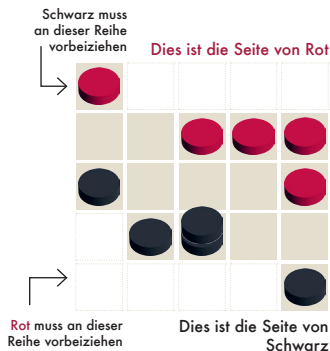 Schwarz muss
an dieser Reihe
vorbeiziehen
Dies ist die Seite von Rot
Rot muss an dieser
Reihe vorbeiziehen
Dies ist die Seite von
Schwarz